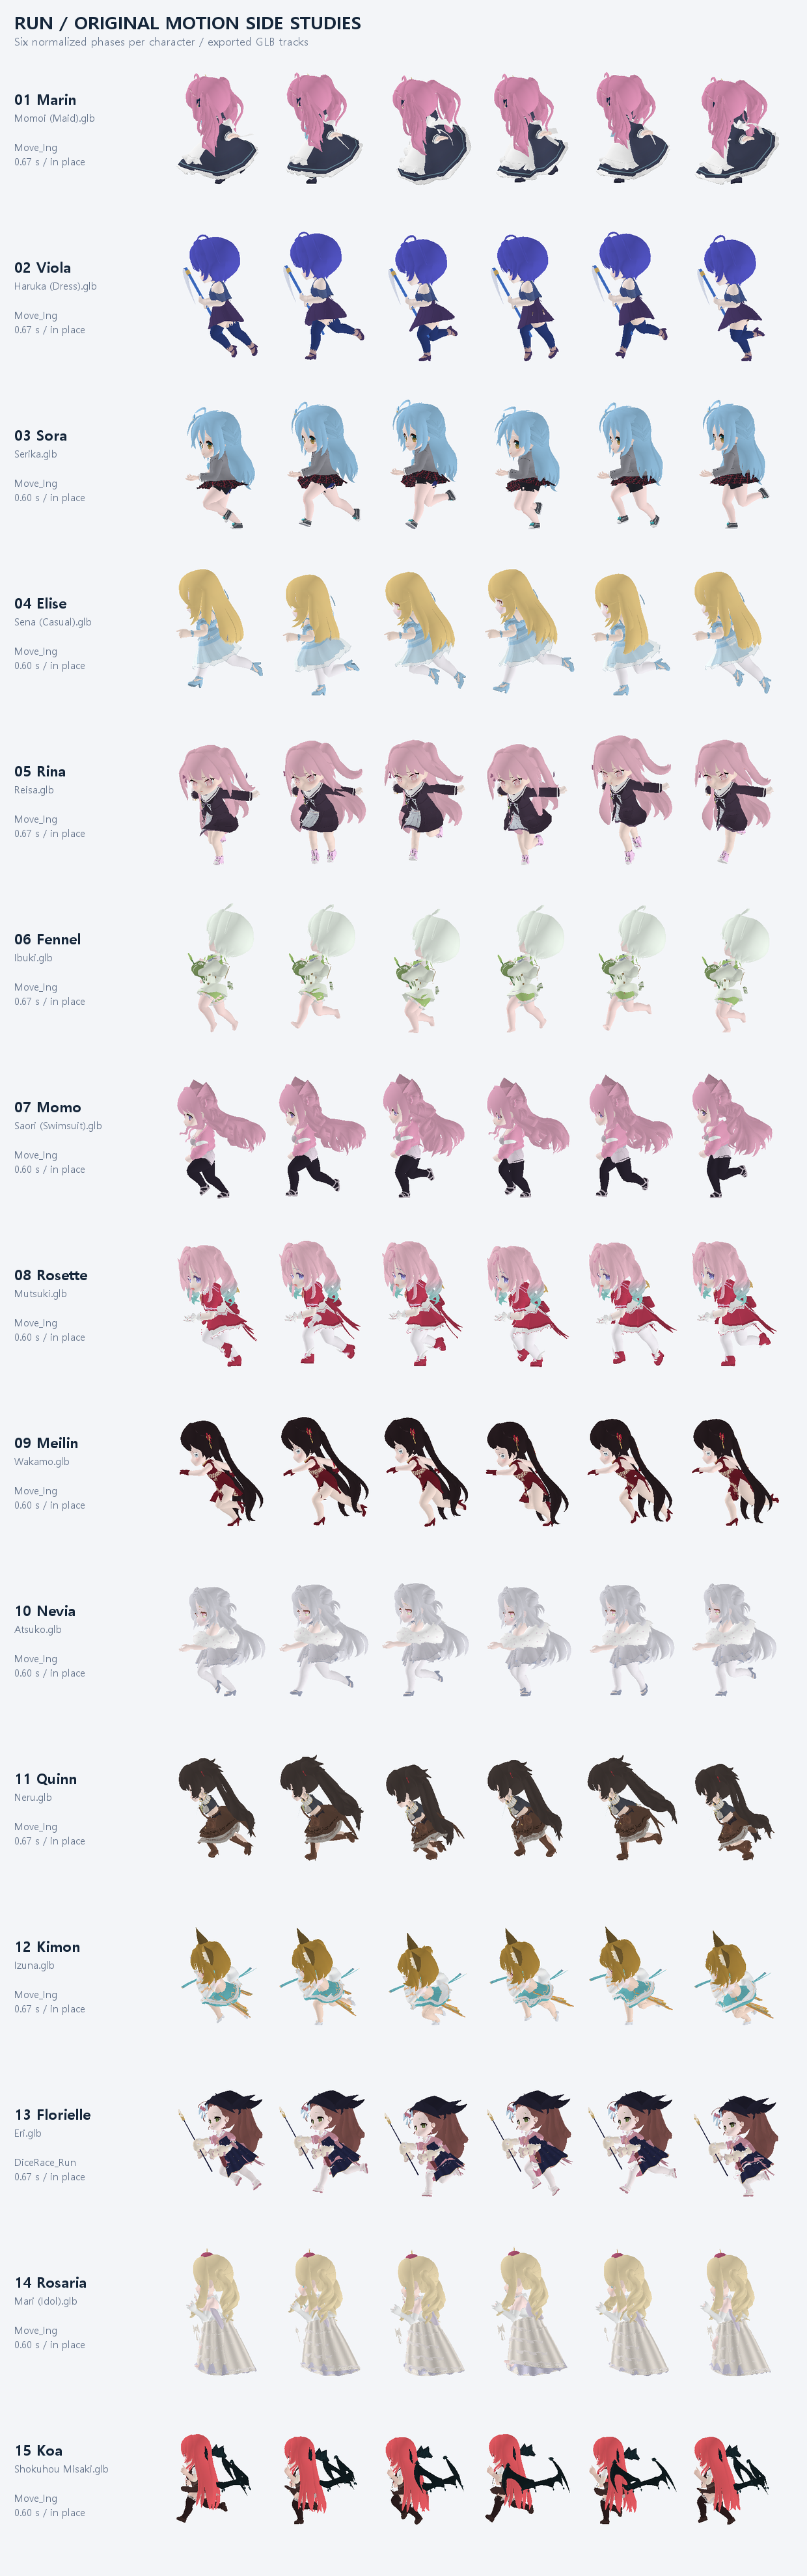 RUN / ORIGINAL MOTION SIDE STUDIES
Six normalized phases per character / exported GLB tracks
01 Marin
Momoi (Maid).glb
Move_Ing
0.67 s / in place
02 Viola
Haruka (Dress).glb
Move_Ing
0.67 s / in place
03 Sora
Serika.glb
Move_Ing
0.60 s / in place
04 Elise
Sena (Casual).glb
Move_Ing
0.60 s / in place
05 Rina
Reisa.glb
Move_Ing
0.67 s / in place
06 Fennel
Ibuki.glb
Move_Ing
0.67 s / in place
07 Momo
Saori (Swimsuit).glb
Move_Ing
0.60 s / in place
08 Rosette
Mutsuki.glb
Move_Ing
0.60 s / in place
09 Meilin
Wakamo.glb
Move_Ing
0.60 s / in place
10 Nevia
Atsuko.glb
Move_Ing
0.60 s / in place
11 Quinn
Neru.glb
Move_Ing
0.67 s / in place
12 Kimon
Izuna.glb
Move_Ing
0.67 s / in place
13 Florielle
Eri.glb
DiceRace_Run
0.67 s / in place
14 Rosaria
Mari (Idol).glb
Move_Ing
0.60 s / in place
15 Koa
Shokuhou Misaki.glb
Move_Ing
0.60 s / in place